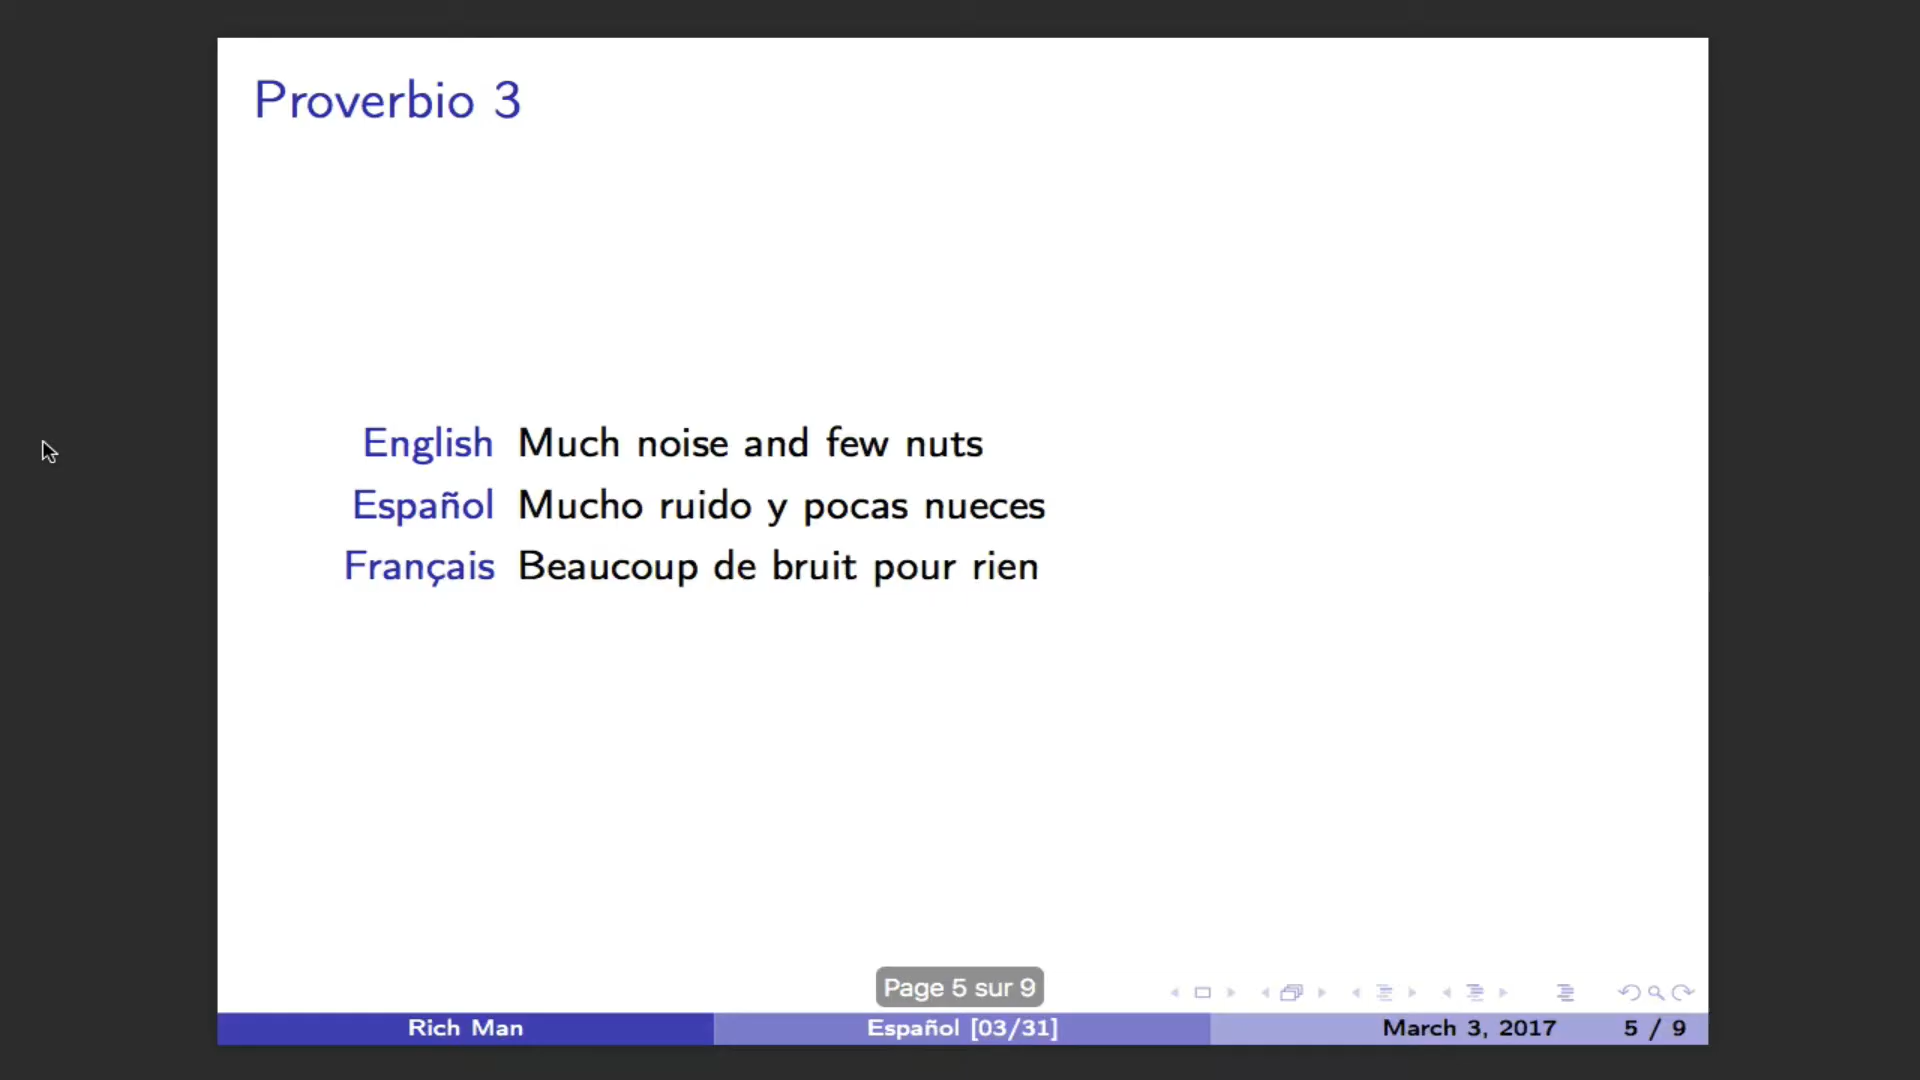 Proverbio 3
English Much noise and few nuts
Español Mucho ruido y pocas nueces
Français Beaucoup de bruit pour rien
Page 5 sur 9
Rich Man Español [03/31] March 3, 2017 5 / 9